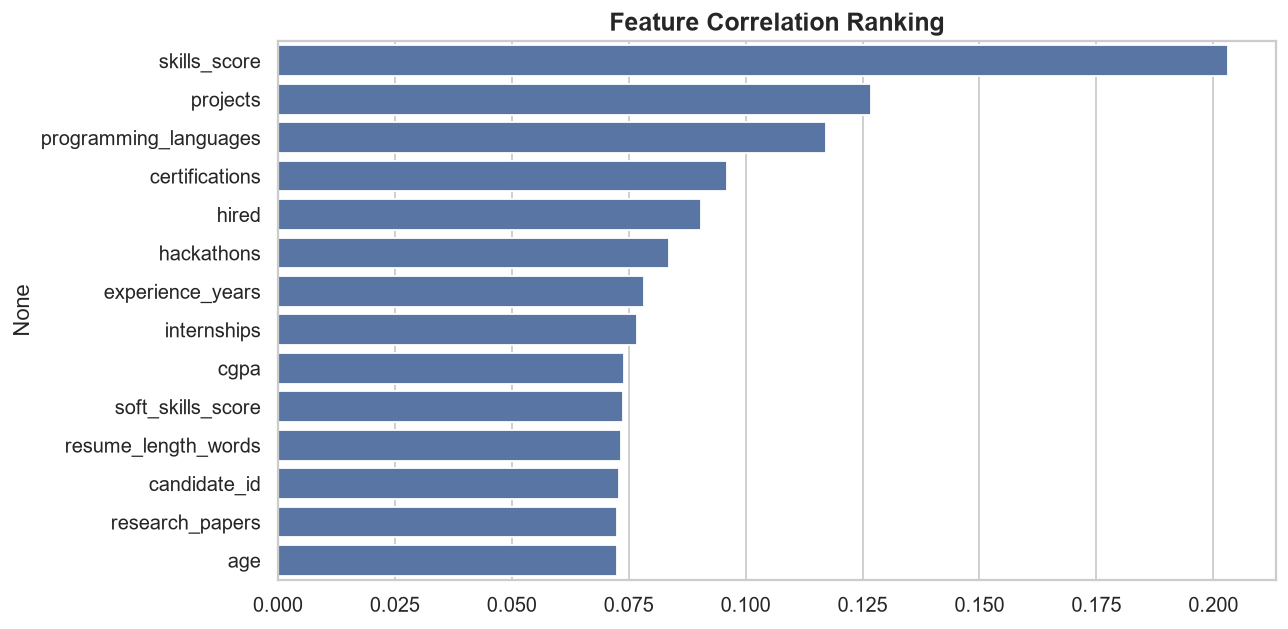 Feature Correlation Ranking
skills_score
projects
programming_languages
certifications
hired
hackathons
experience_years
internships
cgpa
soft_skills_score
resume_length_words
candidate_id
research_papers
age
None
0.000 0.025 0.050 0.075 0.100 0.125 0.150 0.175 0.200